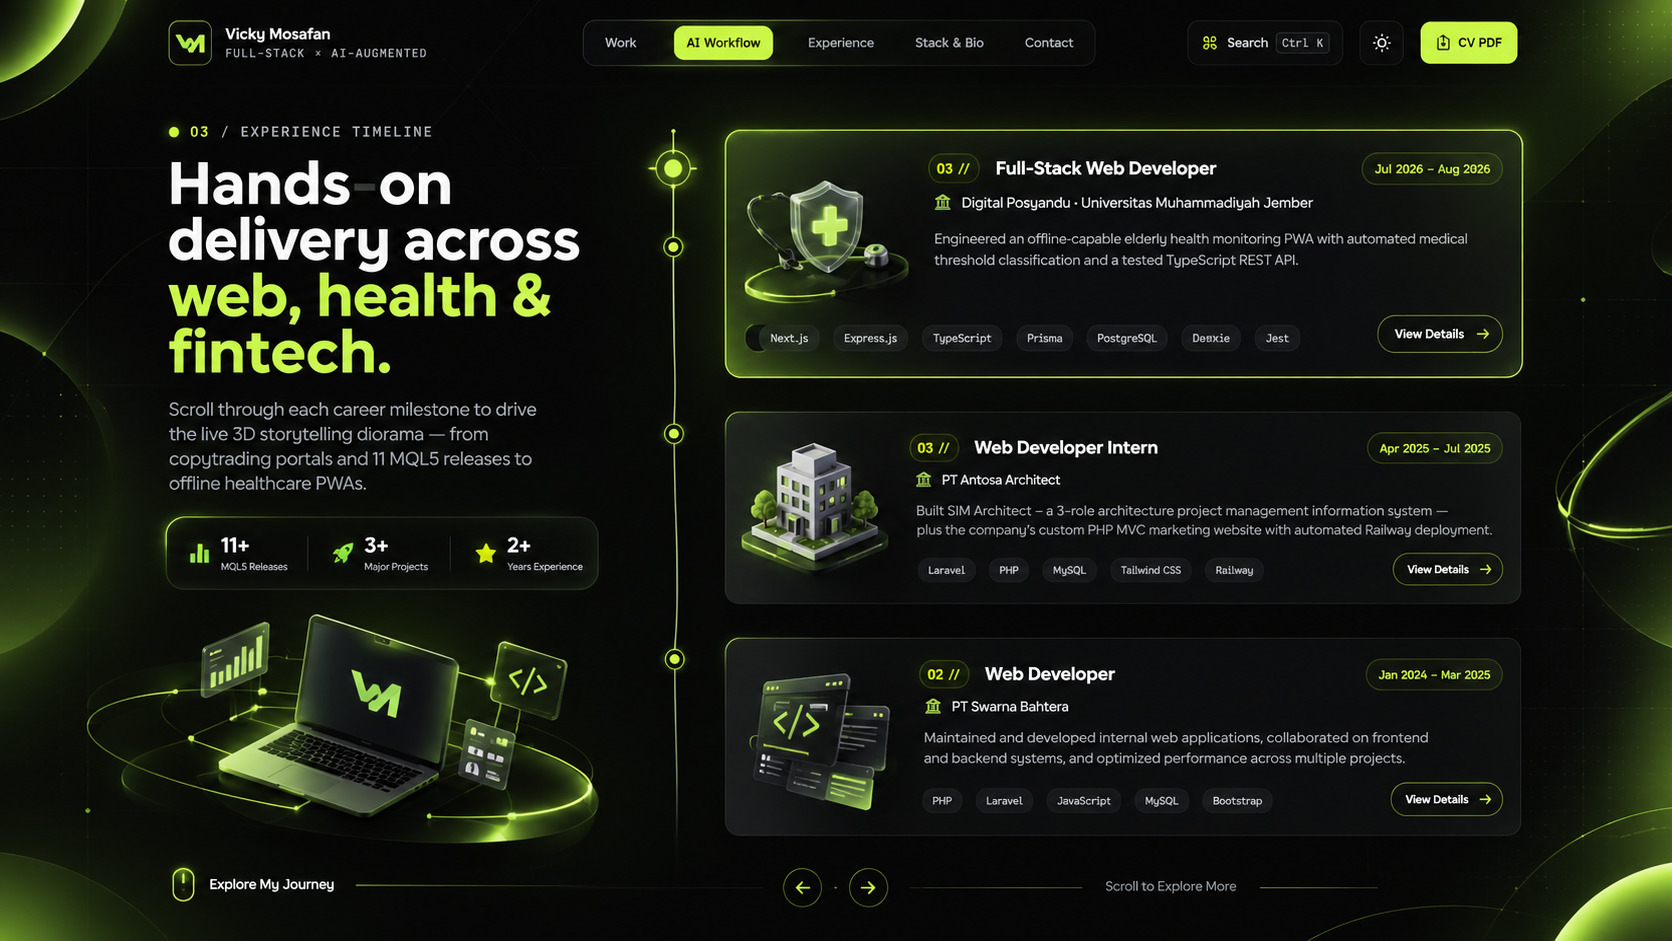 Vicky Mosafan
FULL-STACK × AI-AUGMENTED
Work
AI Workflow
Experience
Stack & Bio
Contact
Search
Ctrl K
CV PDF
03 / EXPERIENCE TIMELINE
Hands-on
delivery across
web, health &
fintech.
Scroll through each career milestone to drive
the live 3D storytelling diorama — from
copytrading portals and 11 MQL5 releases to
offline healthcare PWAs.
11+
MQL5 Releases
3+
Major Projects
2+
Years Experience
Explore My Journey
03 //
Full-Stack Web Developer
Jul 2026 – Aug 2026
Digital Posyandu • Universitas Muhammadiyah Jember
Engineered an offline-capable elderly health monitoring PWA with automated medical
threshold classification and a tested TypeScript REST API.
Next.js
Express.js
TypeScript
Prisma
PostgreSQL
Jest
View Details
03 //
Web Developer Intern
Apr 2025 – Jul 2025
PT Antosa Architect
Built SIM Architect – a 3-role architecture project management information system —
plus the company's custom PHP MVC marketing website with automated Railway deployment.
Laravel
PHP
MySQL
Tailwind CSS
Railway
View Details
02 //
Web Developer
Jan 2024 – Mar 2025
PT Swarna Bahtera
Maintained and developed internal web applications, collaborated on frontend
and backend systems, and optimized performance across multiple projects.
PHP
Laravel
JavaScript
MySQL
Bootstrap
View Details
Scroll to Explore More